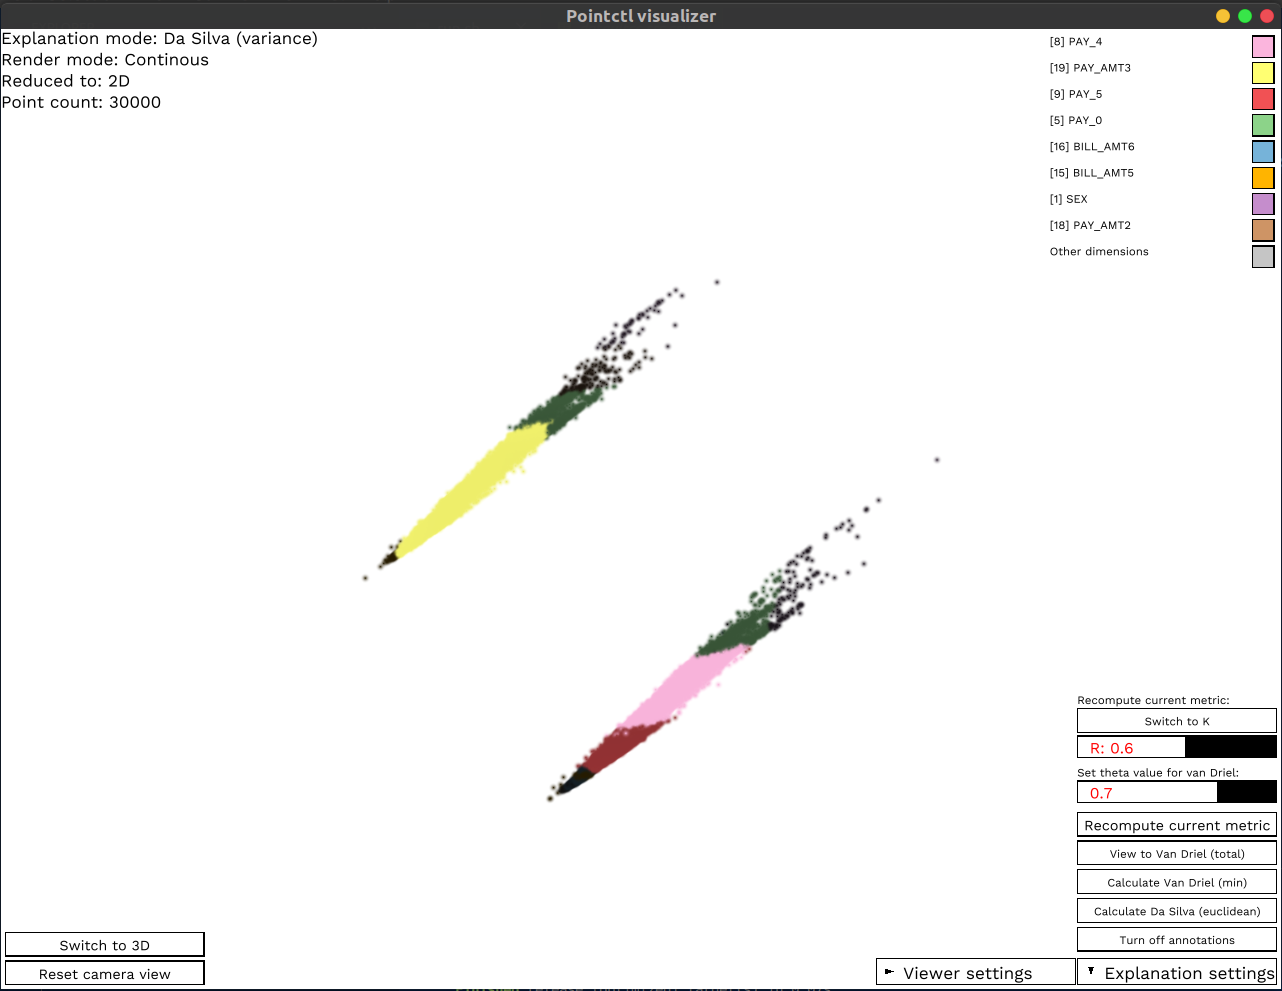 Pointctl visualizer
Explanation mode: Da Silva (variance)
Render mode: Continous
Reduced to: 2D
Point count: 30000
[8] PAY_4
[19] PAY_AMT3
[9] PAY_5
[5] PAY_0
[16] BILL_AMT6
[15] BILL_AMT5
[1] SEX
[18] PAY_AMT2
Other dimensions
Recompute current metric:
Switch to K
R: 0.6
Set theta value for van Driel:
0.7
Recompute current metric
View to Van Driel (total)
Calculate Van Driel (min)
Calculate Da Silva (euclidean)
Turn off annotations
Switch to 3D
Reset camera view
Viewer settings
Explanation settings